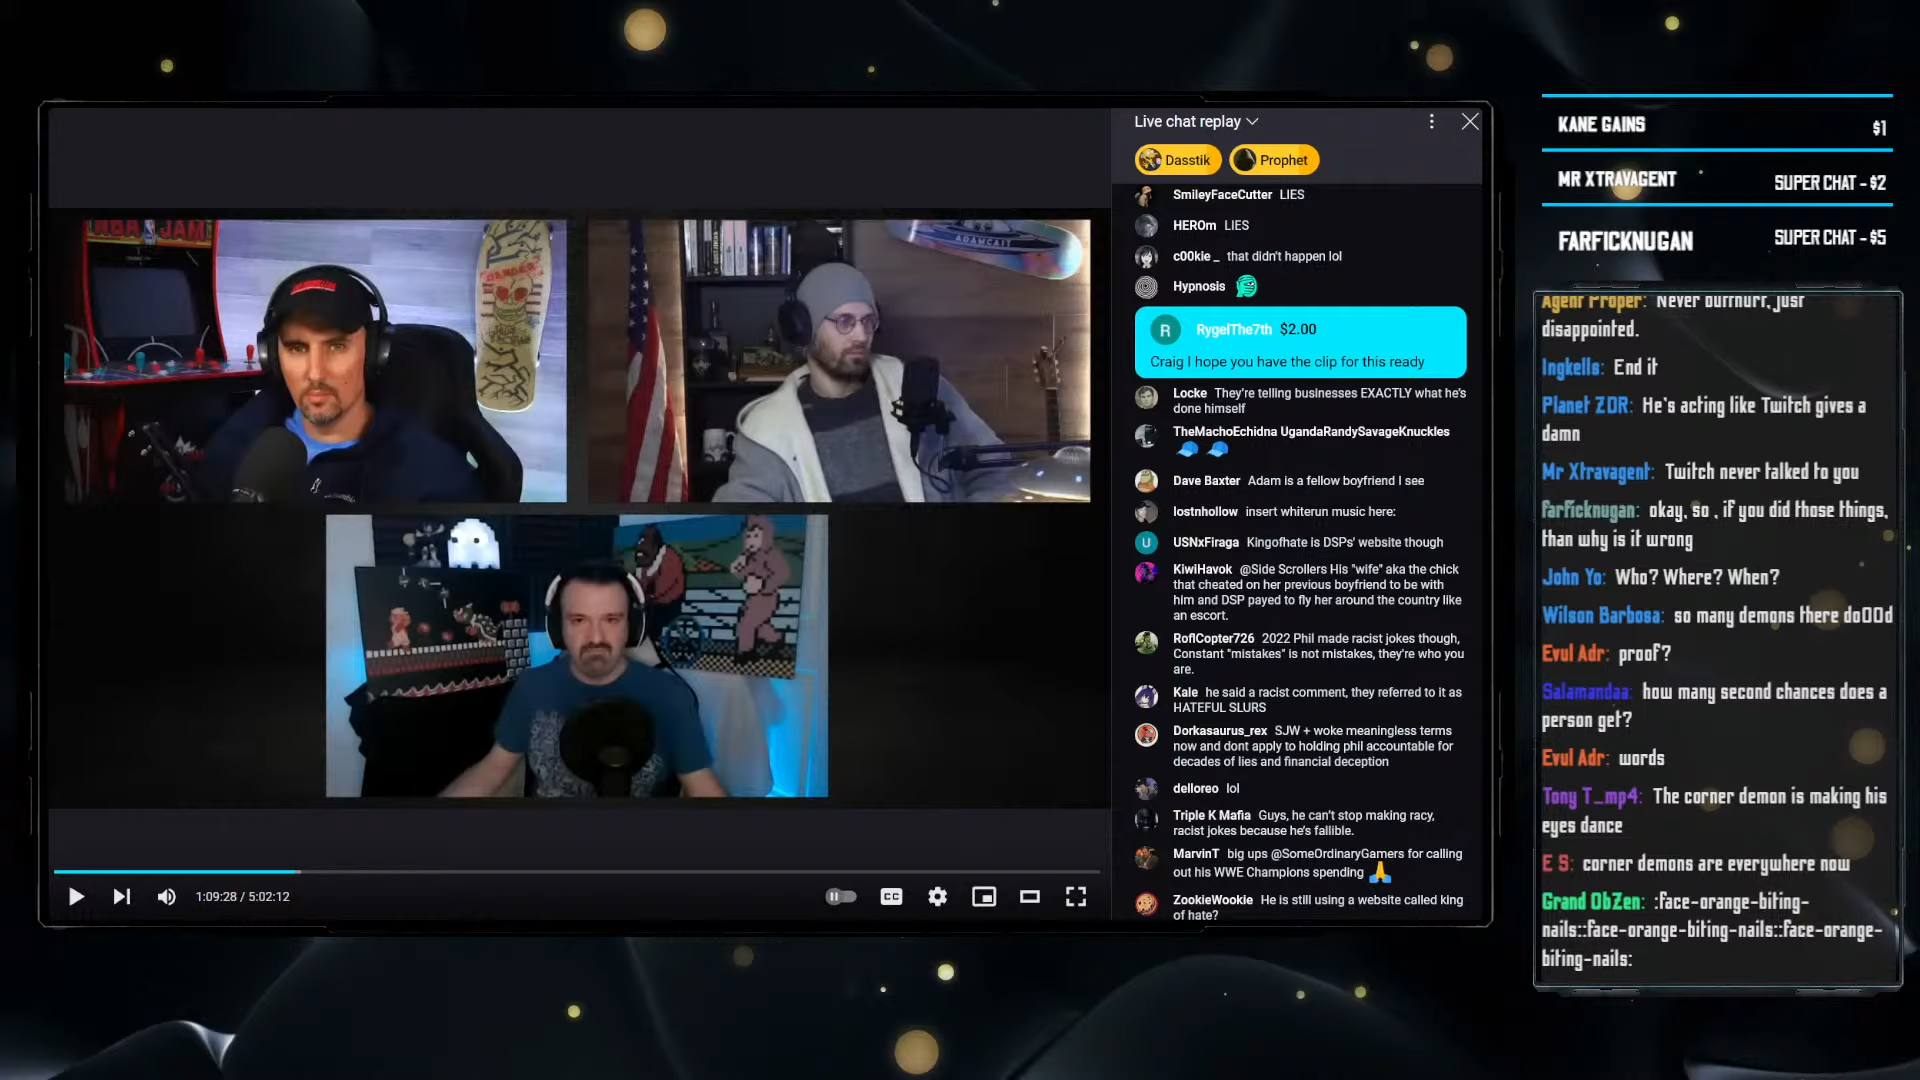 NBA JAM
DANGER
ADAMCAIT
1:09:28 / 5:02:12
CC
Live chat replay
Dasstik
Prophet
SmileyFaceCutter LIES
HEROm LIES
c00kie _ that didn't happen lol
Hypnosis
R RygelThe7th $2.00
Craig I hope you have the clip for this ready
Locke They're telling businesses EXACTLY what he's
done himself
TheMachoEchidna UgandaRandySavageKnuckles
Dave Baxter Adam is a fellow boyfriend I see
lostnhollow insert whiterun music here:
U USNxFiraga Kingofhate is DSPs' website though
KiwiHavok @Side Scrollers His "wife" aka the chick
that cheated on her previous boyfriend to be with
him and DSP payed to fly her around the country like
an escort.
RoflCopter726 2022 Phil made racist jokes though,
Constant "mistakes" is not mistakes, they're who you
are.
Kale he said a racist comment, they referred to it as
HATEFUL SLURS
Dorkasaurus_rex SJW + woke meaningless terms
now and dont apply to holding phil accountable for
decades of lies and financial deception
delloreo lol
Triple K Mafia Guys, he can't stop making racy,
racist jokes because he's fallible.
MarvinT big ups @SomeOrdinaryGamers for calling
out his WWE Champions spending
ZookieWookie He is still using a website called king
of hate?
KANE GAINS $1
MR XTRAVAGENT SUPER CHAT - $2
FARFICKNUGAN SUPER CHAT - $5
Agent Proper: Never butthurt, just
disappointed.
Ingkells: End it
Planet ZDR: He's acting like Twitch gives a
damn
Mr Xtravagent: Twitch never talked to you
farficknugan: okay, so , if you did those things,
than why is it wrong
John Yo: Who? Where? When?
Wilson Barbosa: so many demons there do00d
Evul Adr: proof?
Salamandaa: how many second chances does a
person get?
Evul Adr: words
Tony T_mp4: The corner demon is making his
eyes dance
E S: corner demons are everywhere now
Grand ObZen: :face-orange-biting-
nails::face-orange-biting-nails::face-orange-
biting-nails: